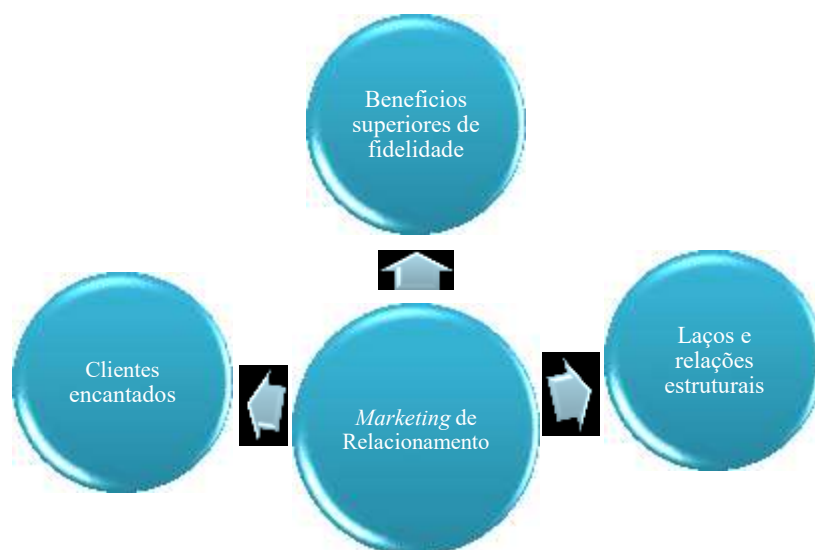 Beneficios
superiores de
fidelidade
Laços e
relações
estruturais
Clientes
encantados
Marketing de
Relacionamento